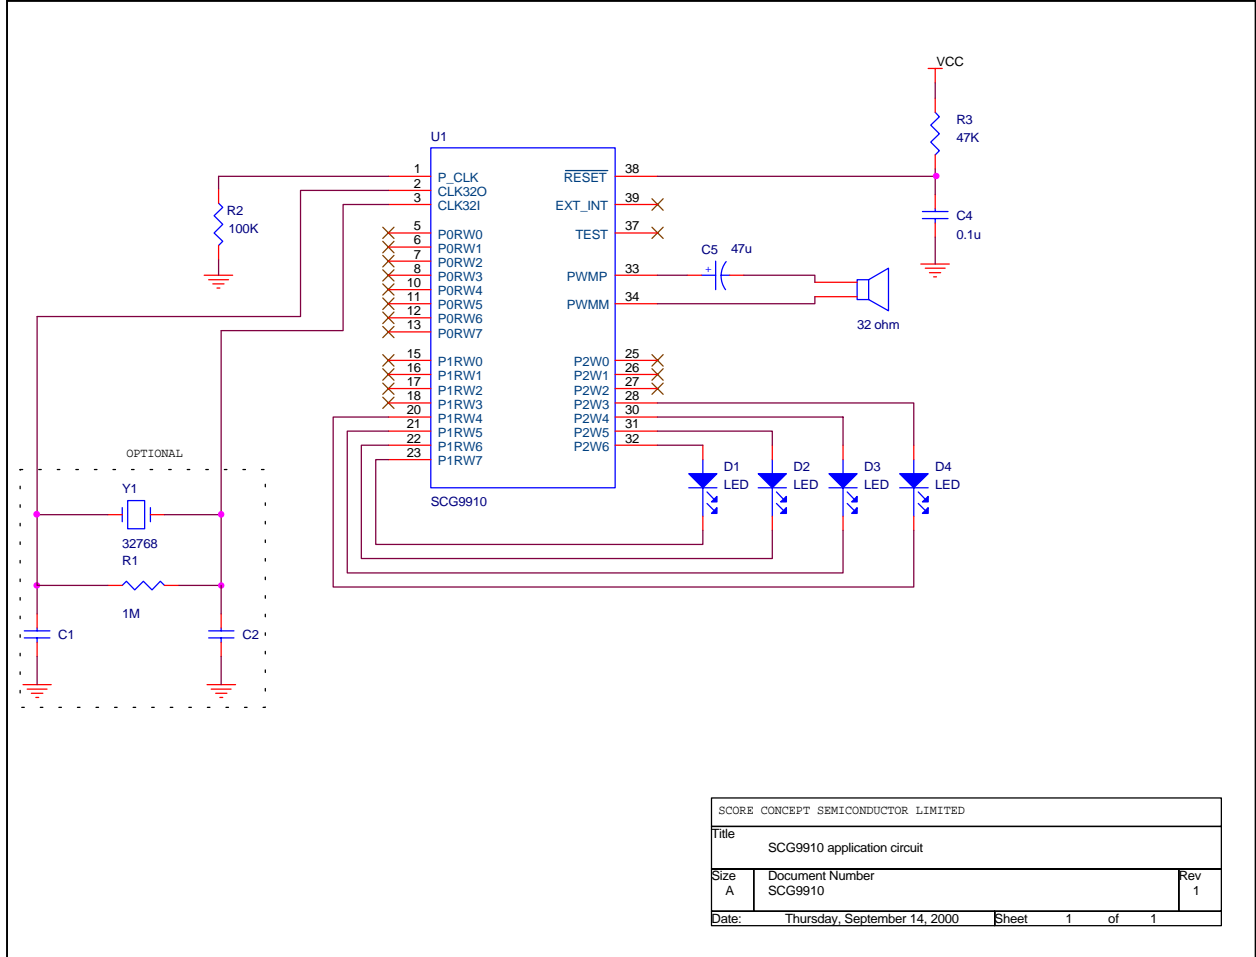 VCC
R3
47K
U1
1 P_CLK
2 CLK32O
3 CLK32I
5 P0RW0
6 P0RW1
7 P0RW2
8 P0RW3
10 P0RW4
11 P0RW5
12 P0RW6
13 P0RW7
15 P1RW0
16 P1RW1
17 P1RW2
18 P1RW3
20 P1RW4
21 P1RW5
22 P1RW6
23 P1RW7
RESET 38
EXT_INT 39
TEST 37
PWMP 33
PWMM 34
P2W0 25
P2W1 26
P2W2 27
P2W3 28
P2W4 30
P2W5 31
P2W6 32
SCG9910
R2
100K
C4
0.1u
C5 47u
+
32 ohm
D1
LED
D2
LED
D3
LED
D4
LED
OPTIONAL
Y1
32768
R1
1M
C1
C2
SCORE CONCEPT SEMICONDUCTOR LIMITED
Title
SCG9910 application circuit
Size Document Number Rev
A SCG9910 1
Date: Thursday, September 14, 2000 Sheet 1 of 1